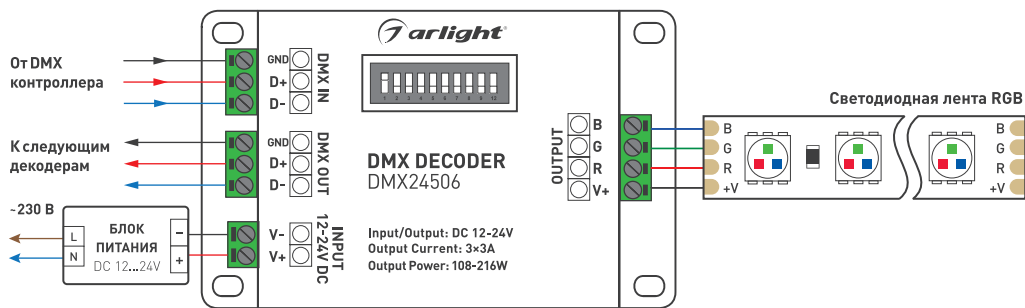 От DMX
контроллера
К следующим
декодерам
~230 В
L
N
БЛОК
ПИТАНИЯ
DC 12...24V
−
+
GND
D+
D-
DMX IN
GND
D+
D-
DMX OUT
V-
V+
INPUT
12-24V DC
arlight®
1 2 3 4 5 6 7 8 9 10
DMX DECODER
DMX24506
Input/Output: DC 12-24V
Output Current: 3×3A
Output Power: 108-216W
OUTPUT
B
G
R
V+
Светодиодная лента RGB
B
G
R
+V
B
G
R
+V